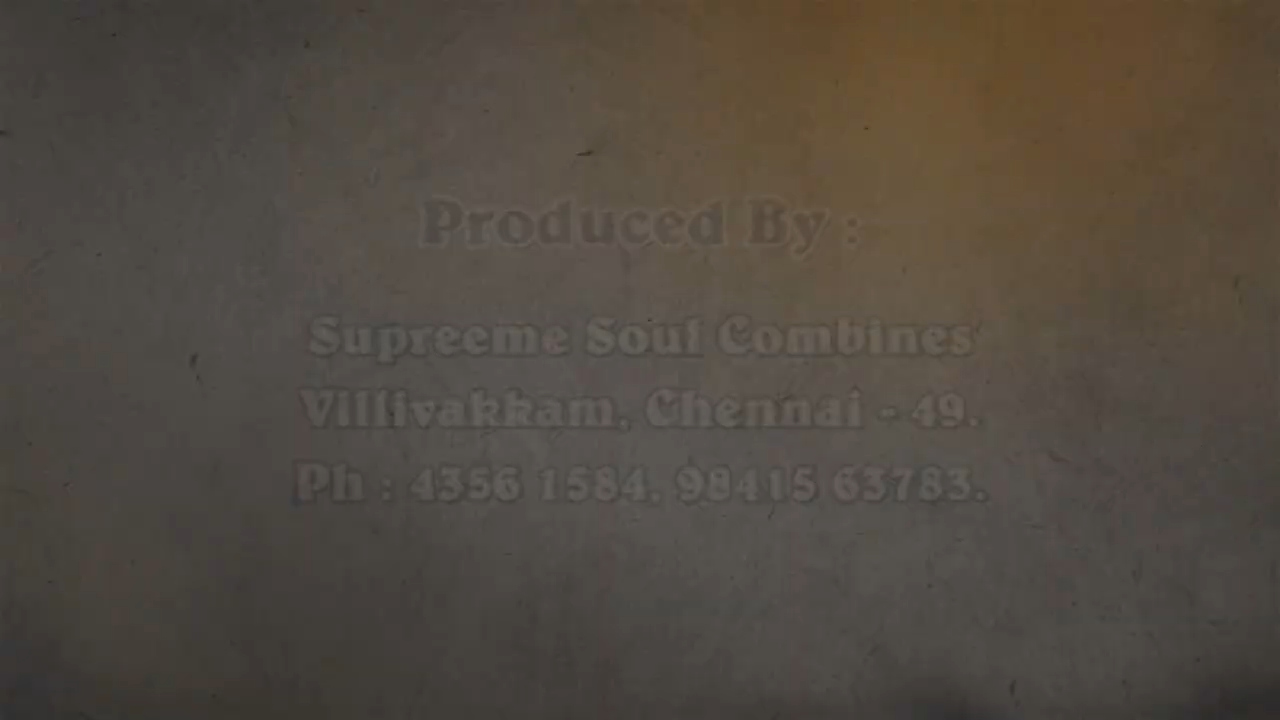 Produced By :
Supreeme Soul Combines
Villivakkam, Chennai - 49.
Ph : 4356 1584, 98415 63783.